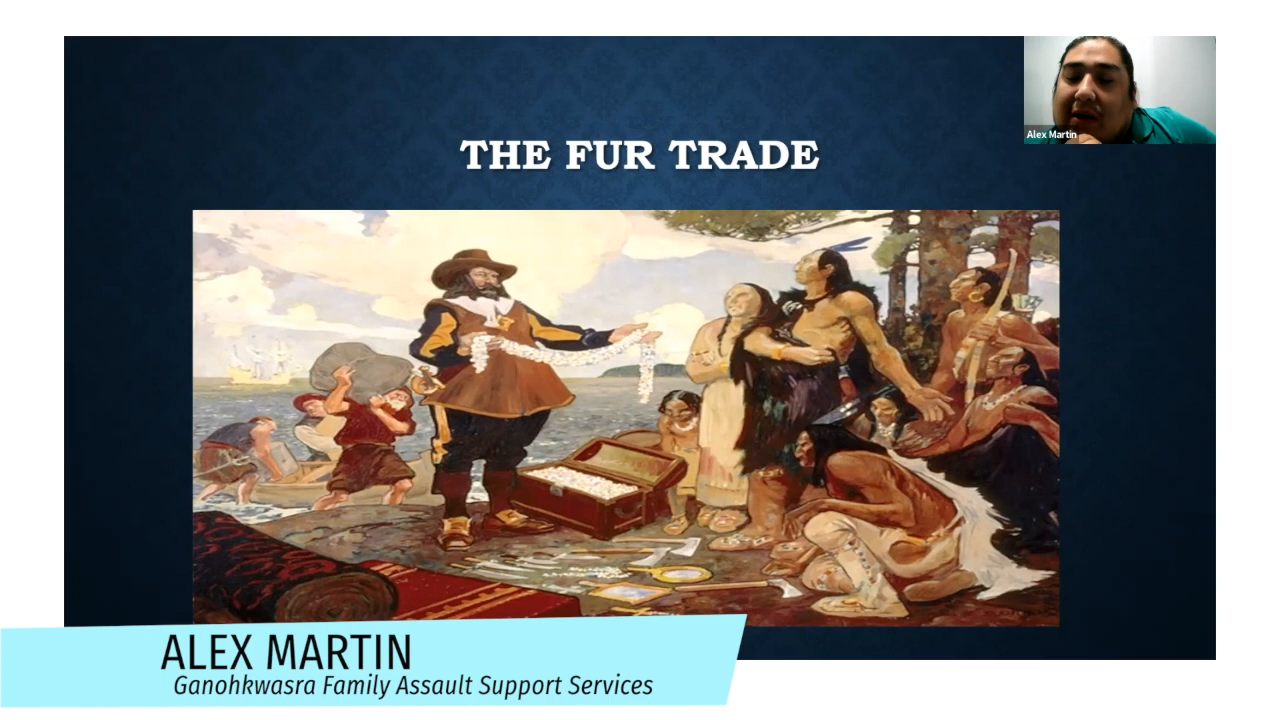 Alex Martin
THE FUR TRADE
ALEX MARTIN
Ganohkwasra Family Assault Support Services